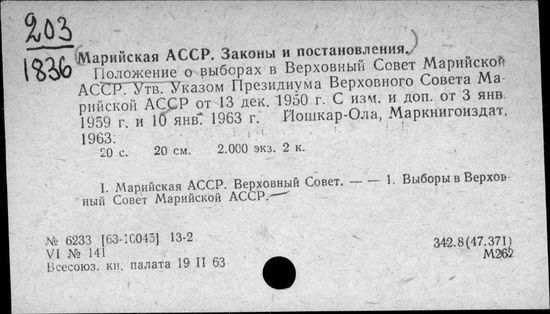 203
1836
(Марийская АССР. Законы и постановления.)
Положение о выборах в Верховный Совет Марийской
АССР. Утв. Указом Президиума Верховного Совета Ма-
рийской АССР от 13 дек. 1950 г. С изм. и доп. от 3 янв.
1959 г. и 10 янв. 1963 г. Йошкар-Ола, Маркнигоиздат,
1963.
20 с. 20 см. 2.000 экз. 2 к.
I. Марийская АССР. Верховный Совет. — — 1. Выборы в Верхов-
ный Совет Марийской АССР.—
№ 6233 [63-10045] 13-2
342.8(47.371)
VI № 141
М262
Всесоюз. кн. палата 19 II 63